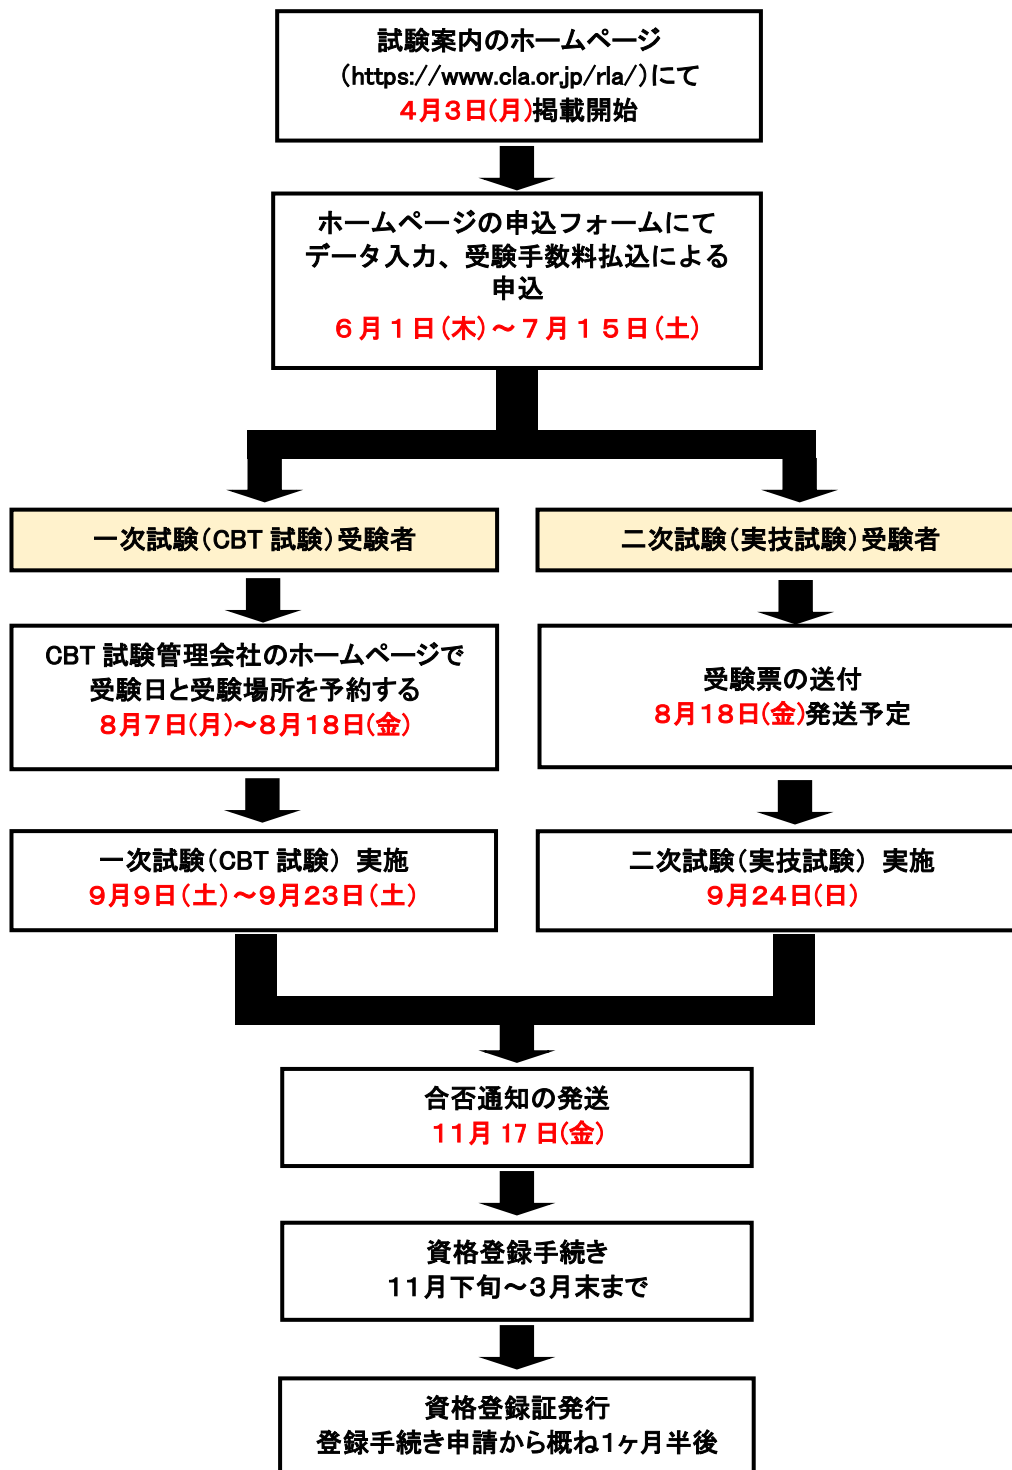 試験案内のホームページ
（https://www.cla.or.jp/rla/）にて
４月３日(月)掲載開始
ホームページの申込フォームにて
データ入力、受験手数料払込による
申込
６月１日（木）～７月１５日（土）
一次試験（CBT 試験）受験者
二次試験（実技試験）受験者
CBT 試験管理会社のホームページで
受験日と受験場所を予約する
８月７日(月)～８月１８日(金)
受験票の送付
８月１８日(金)発送予定
一次試験（CBT 試験） 実施
９月９日（土）～９月２３日（土）
二次試験（実技試験） 実施
９月２４日(日)
合否通知の発送
１１月 17 日(金)
資格登録手続き
１１月下旬～３月末まで
資格登録証発行
登録手続き申請から概ね１ヶ月半後